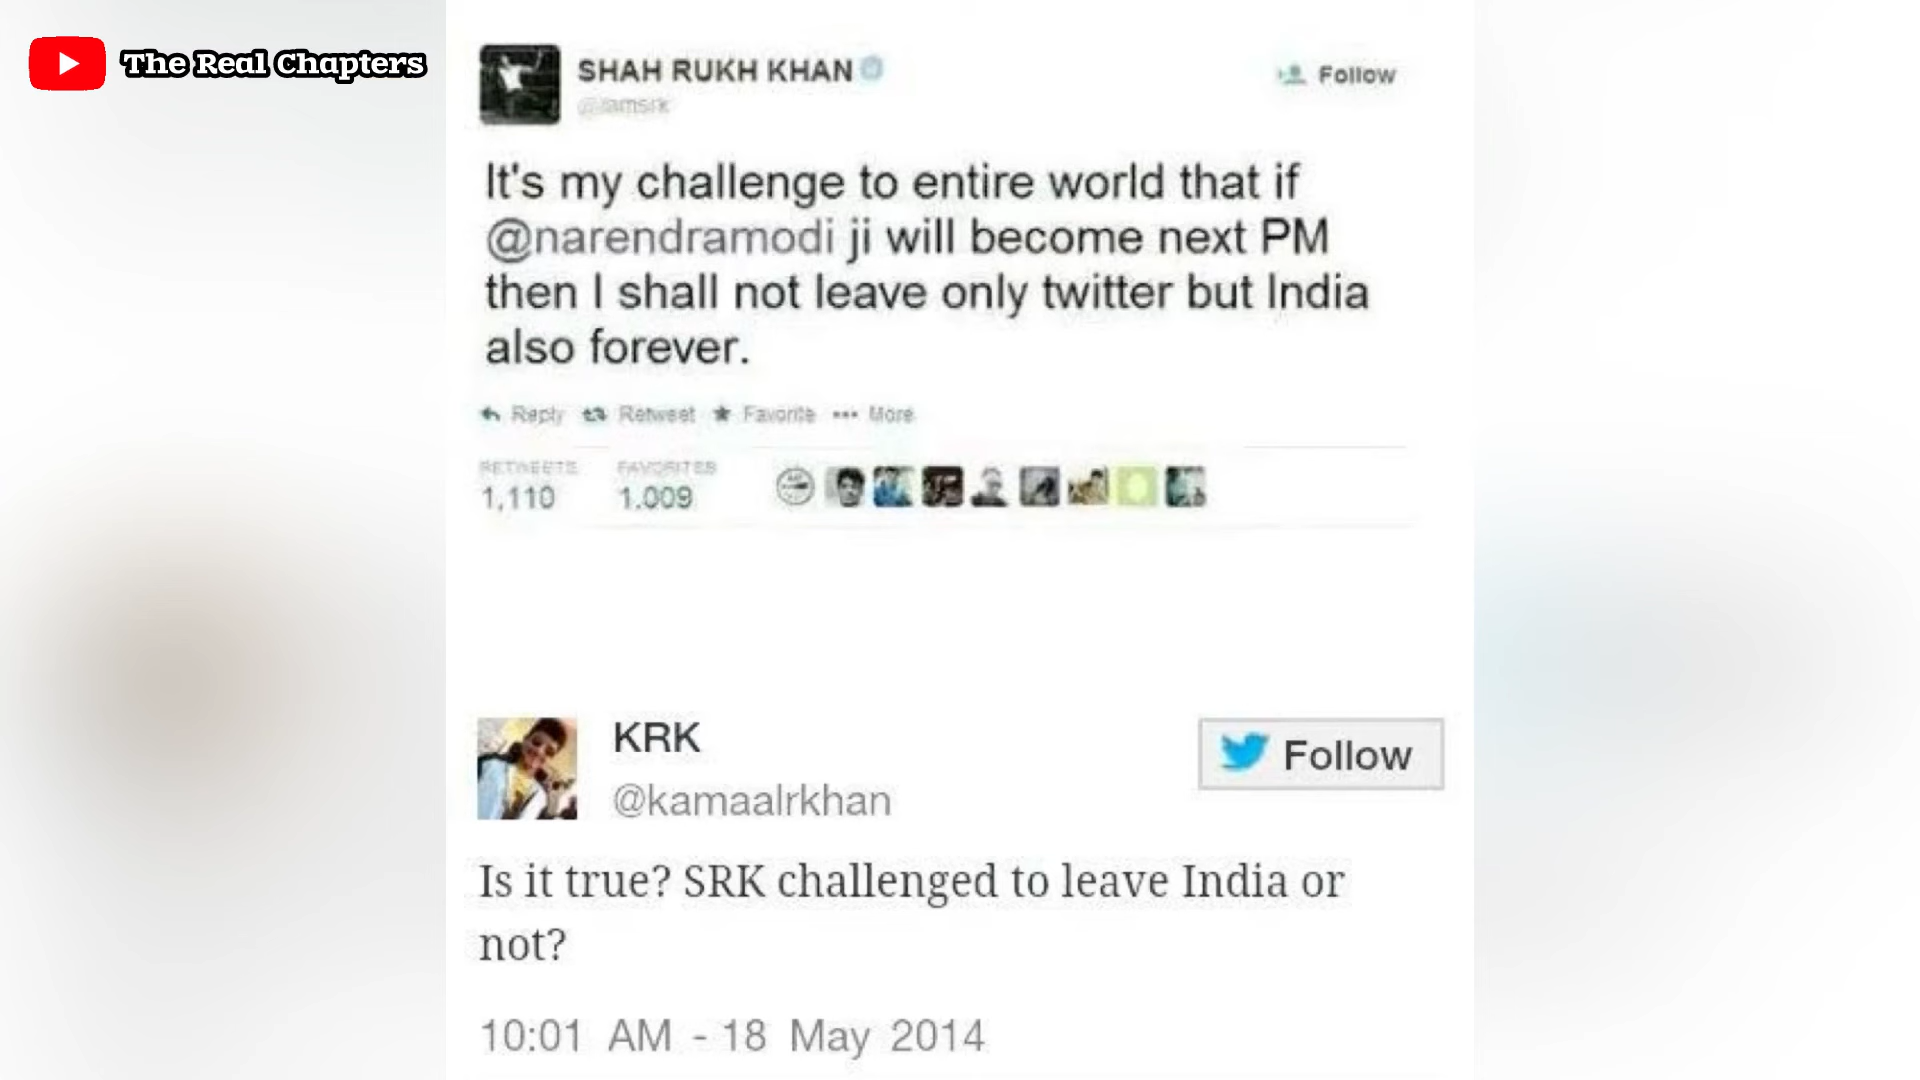 The Real Chapters
SHAH RUKH KHAN
@iamsrk
Follow
It's my challenge to entire world that if
@narendramodi ji will become next PM
then I shall not leave only twitter but India
also forever.
Reply Retweet Favorite ••• More
RETWEETS FAVORITES
1,110 1.009
KRK
@kamaalrkhan
Follow
Is it true? SRK challenged to leave India or
not?
10:01 AM - 18 May 2014